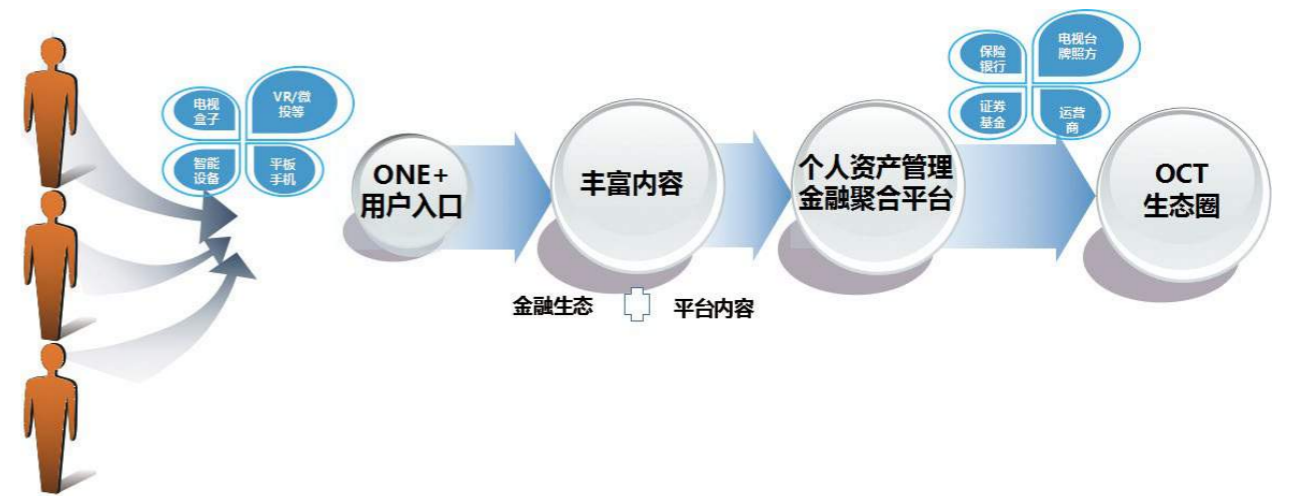 电视
盒子
VR/微
投等
智能
设备
平板
手机
ONE+
用户入口
丰富内容
金融生态
平台内容
个人资产管理
金融聚合平台
保险
银行
电视台
牌照方
证券
基金
运营
商
OCT
生态圈